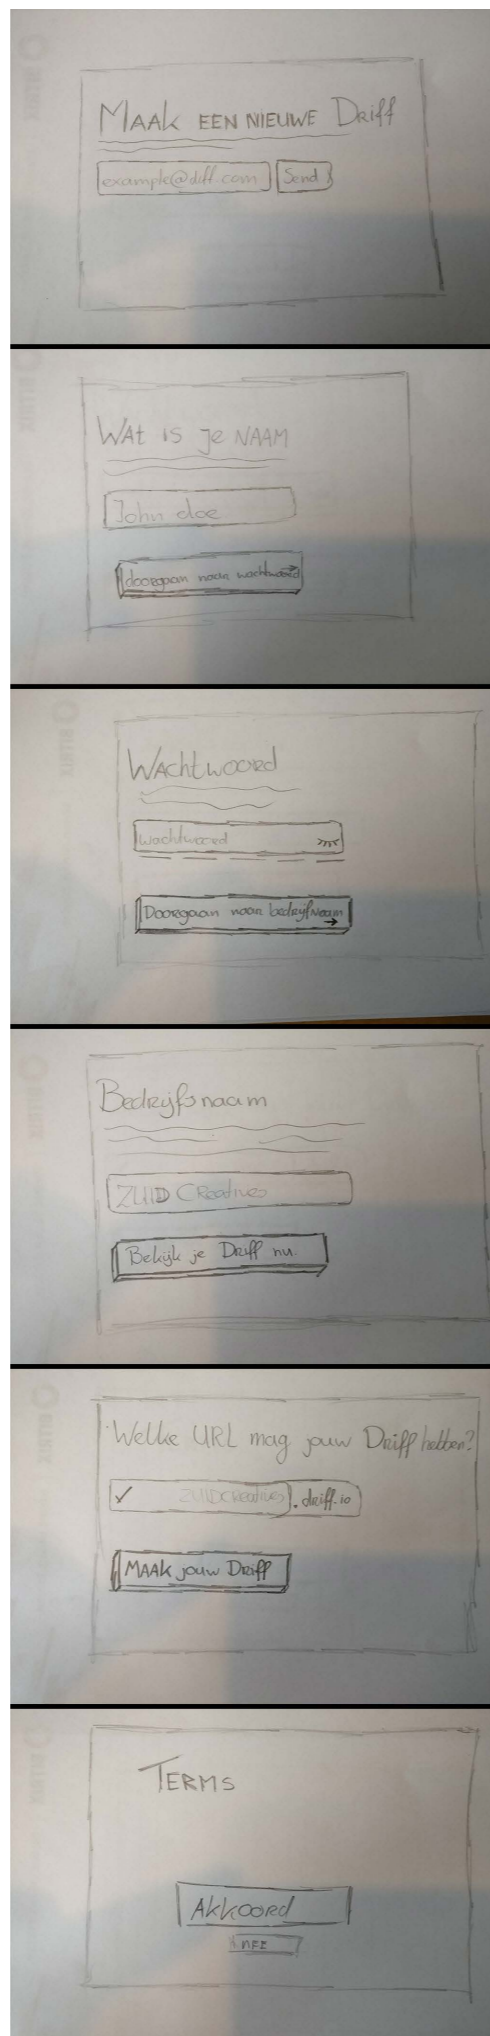 MAAK EEN NIEUWE Driff
example@driff.com Send
WAt is je NAAM
John doe
doorgaan naar wachtwoord
WAchtwoord
wachtwoord
Doorgaan naar bedrijfsnaam
Bedrijfsnaam
ZUID CReatives
Bekijk je Driff nu
Welke URL mag jouw Driff hebben?
ZUIDCreatives .driff.io
MAAk jouw Driff
TERMS
Akkoord
NEE